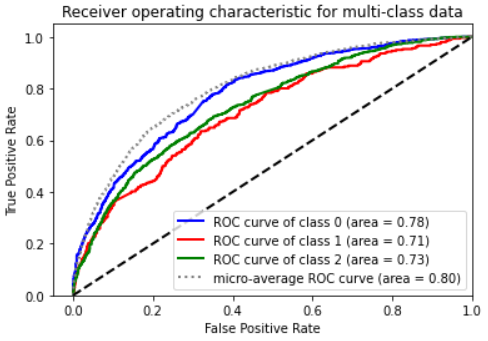 Receiver operating characteristic for multi-class data
True Positive Rate
1.0
0.8
0.6
0.4
0.2
0.0
ROC curve of class 0 (area = 0.78)
ROC curve of class 1 (area = 0.71)
ROC curve of class 2 (area = 0.73)
micro-average ROC curve (area = 0.80)
0.0 0.2 0.4 0.6 0.8 1.0
False Positive Rate